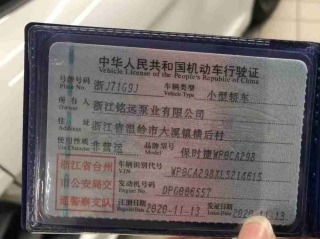 中华人民共和国机动车行驶证
Vehicle License of the People's Republic of China
号牌号码 浙J71G9J 车辆类型 小型轿车
Plate No. Vehicle Type
所有人 浙江铭远泵业有限公司
Owner
住址 浙江省温岭市大溪镇横后村
Address
使用性质 非营运 品牌型号 保时捷WP0CA298
浙江省台州 车辆识别代号 WP0CA298XLS214615
市公安局交 VIN
通警察支队 发动机号码 DPG006557
Engine No.
注册日期 2020-11-13 发证日期 2020-11-13
Register Date Issue Date